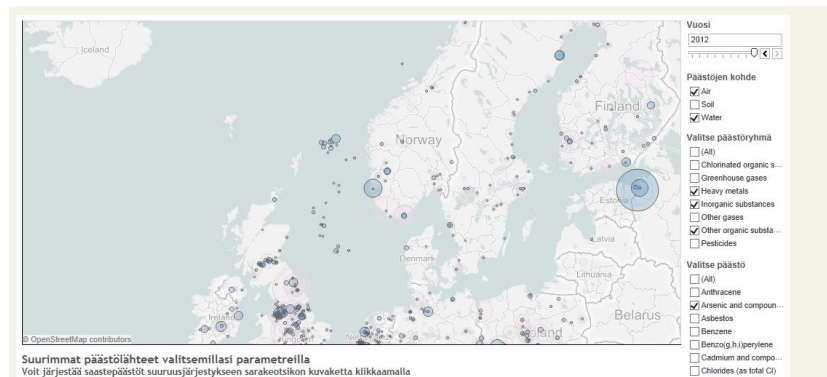 Iceland
Norway
Finland
Estonia
Latvia
Lithuania
Denmark
Belarus
Ireland
© OpenStreetMap contributors
Suurimmat päästölähteet valitsemillasi parametreilla
Voit järjestää saastepäästöt suuruusjärjestykseen sarakeotsikon kuvaketta klikkaamalla
Vuosi
2012
Päästöjen kohde
Air
Soil
Water
Valitse päästöryhmä
(All)
Chlorinated organic s...
Greenhouse gases
Heavy metals
Inorganic substances
Other gases
Other organic substa...
Pesticides
Valitse päästö
(All)
Anthracene
Arsenic and compoun...
Asbestos
Benzene
Benzo(g,h,i)perylene
Cadmium and compo...
Chlorides (as total Cl)